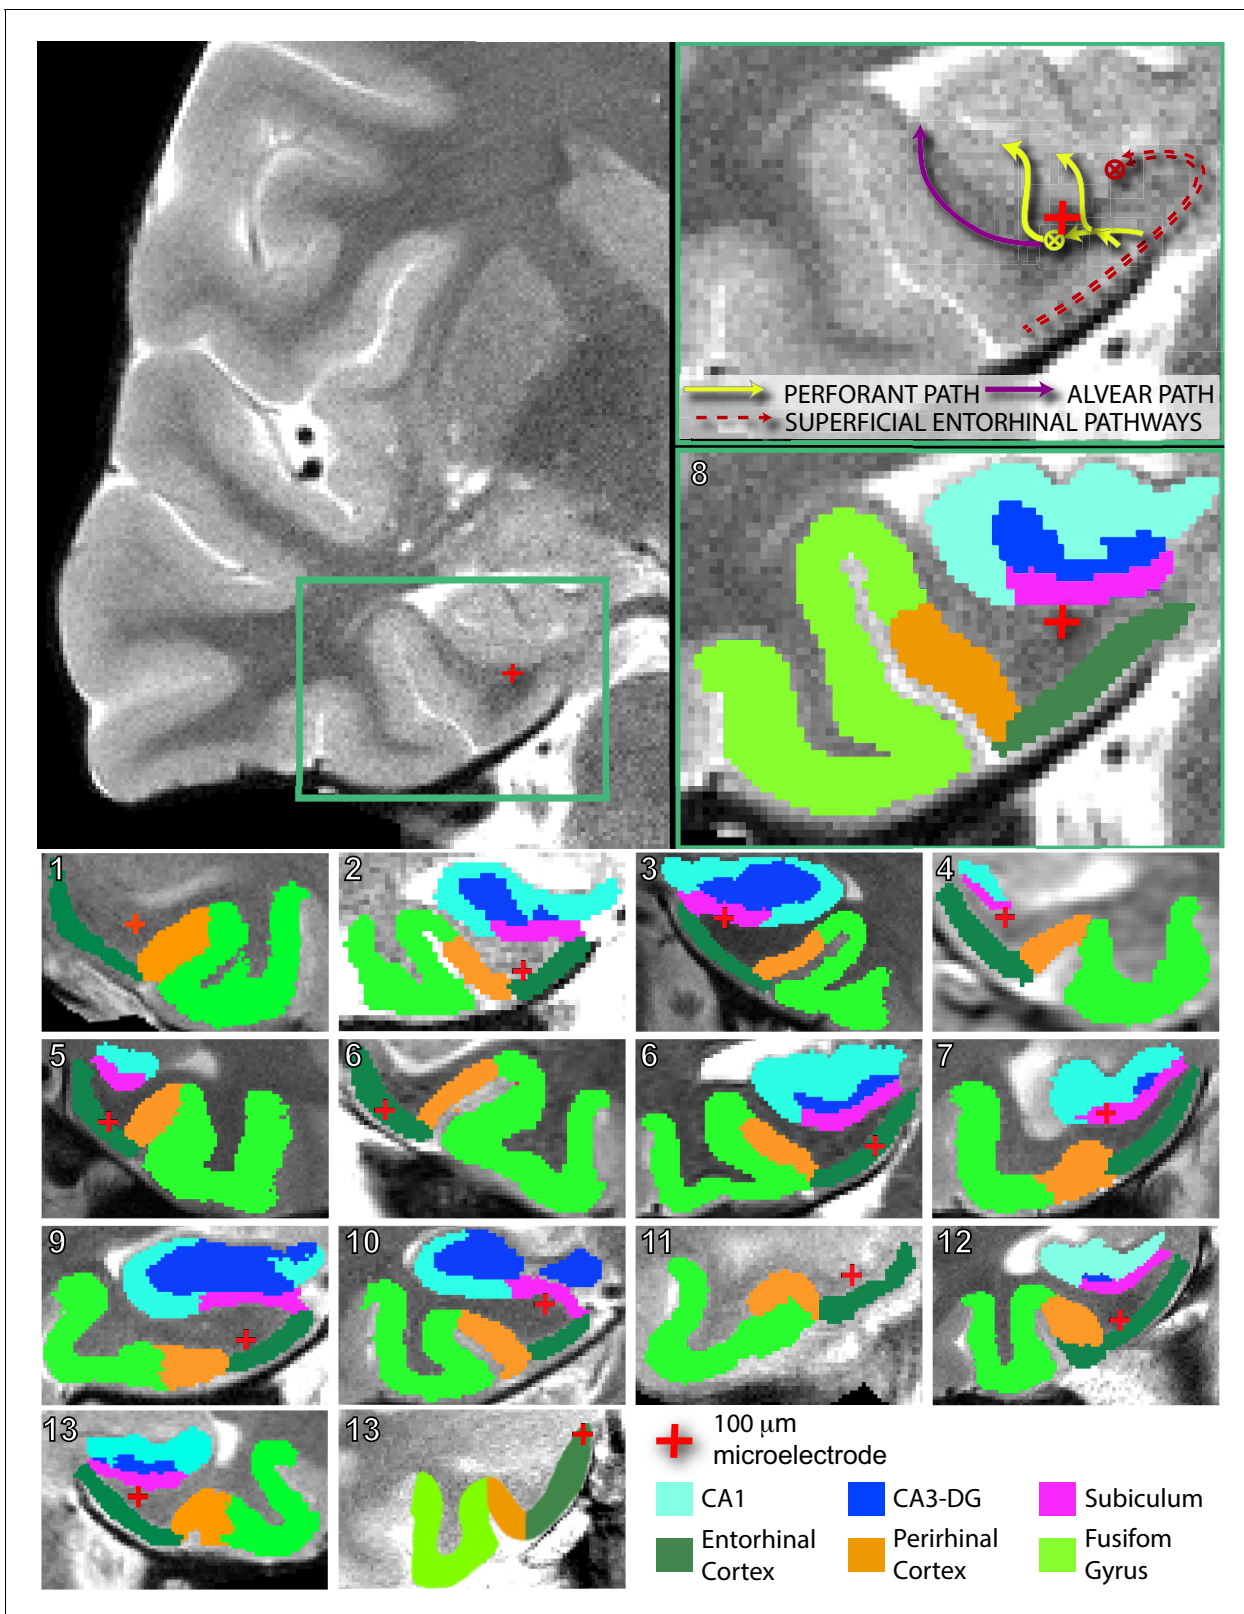 PERFORANT PATH ALVEAR PATH
SUPERFICIAL ENTORHINAL PATHWAYS
8
1
2
3
4
5
6
6
7
9
10
11
12
13
13
100 μm
microelectrode
CA1
CA3-DG
Subiculum
Entorhinal
Cortex
Perirhinal
Cortex
Fusifom
Gyrus